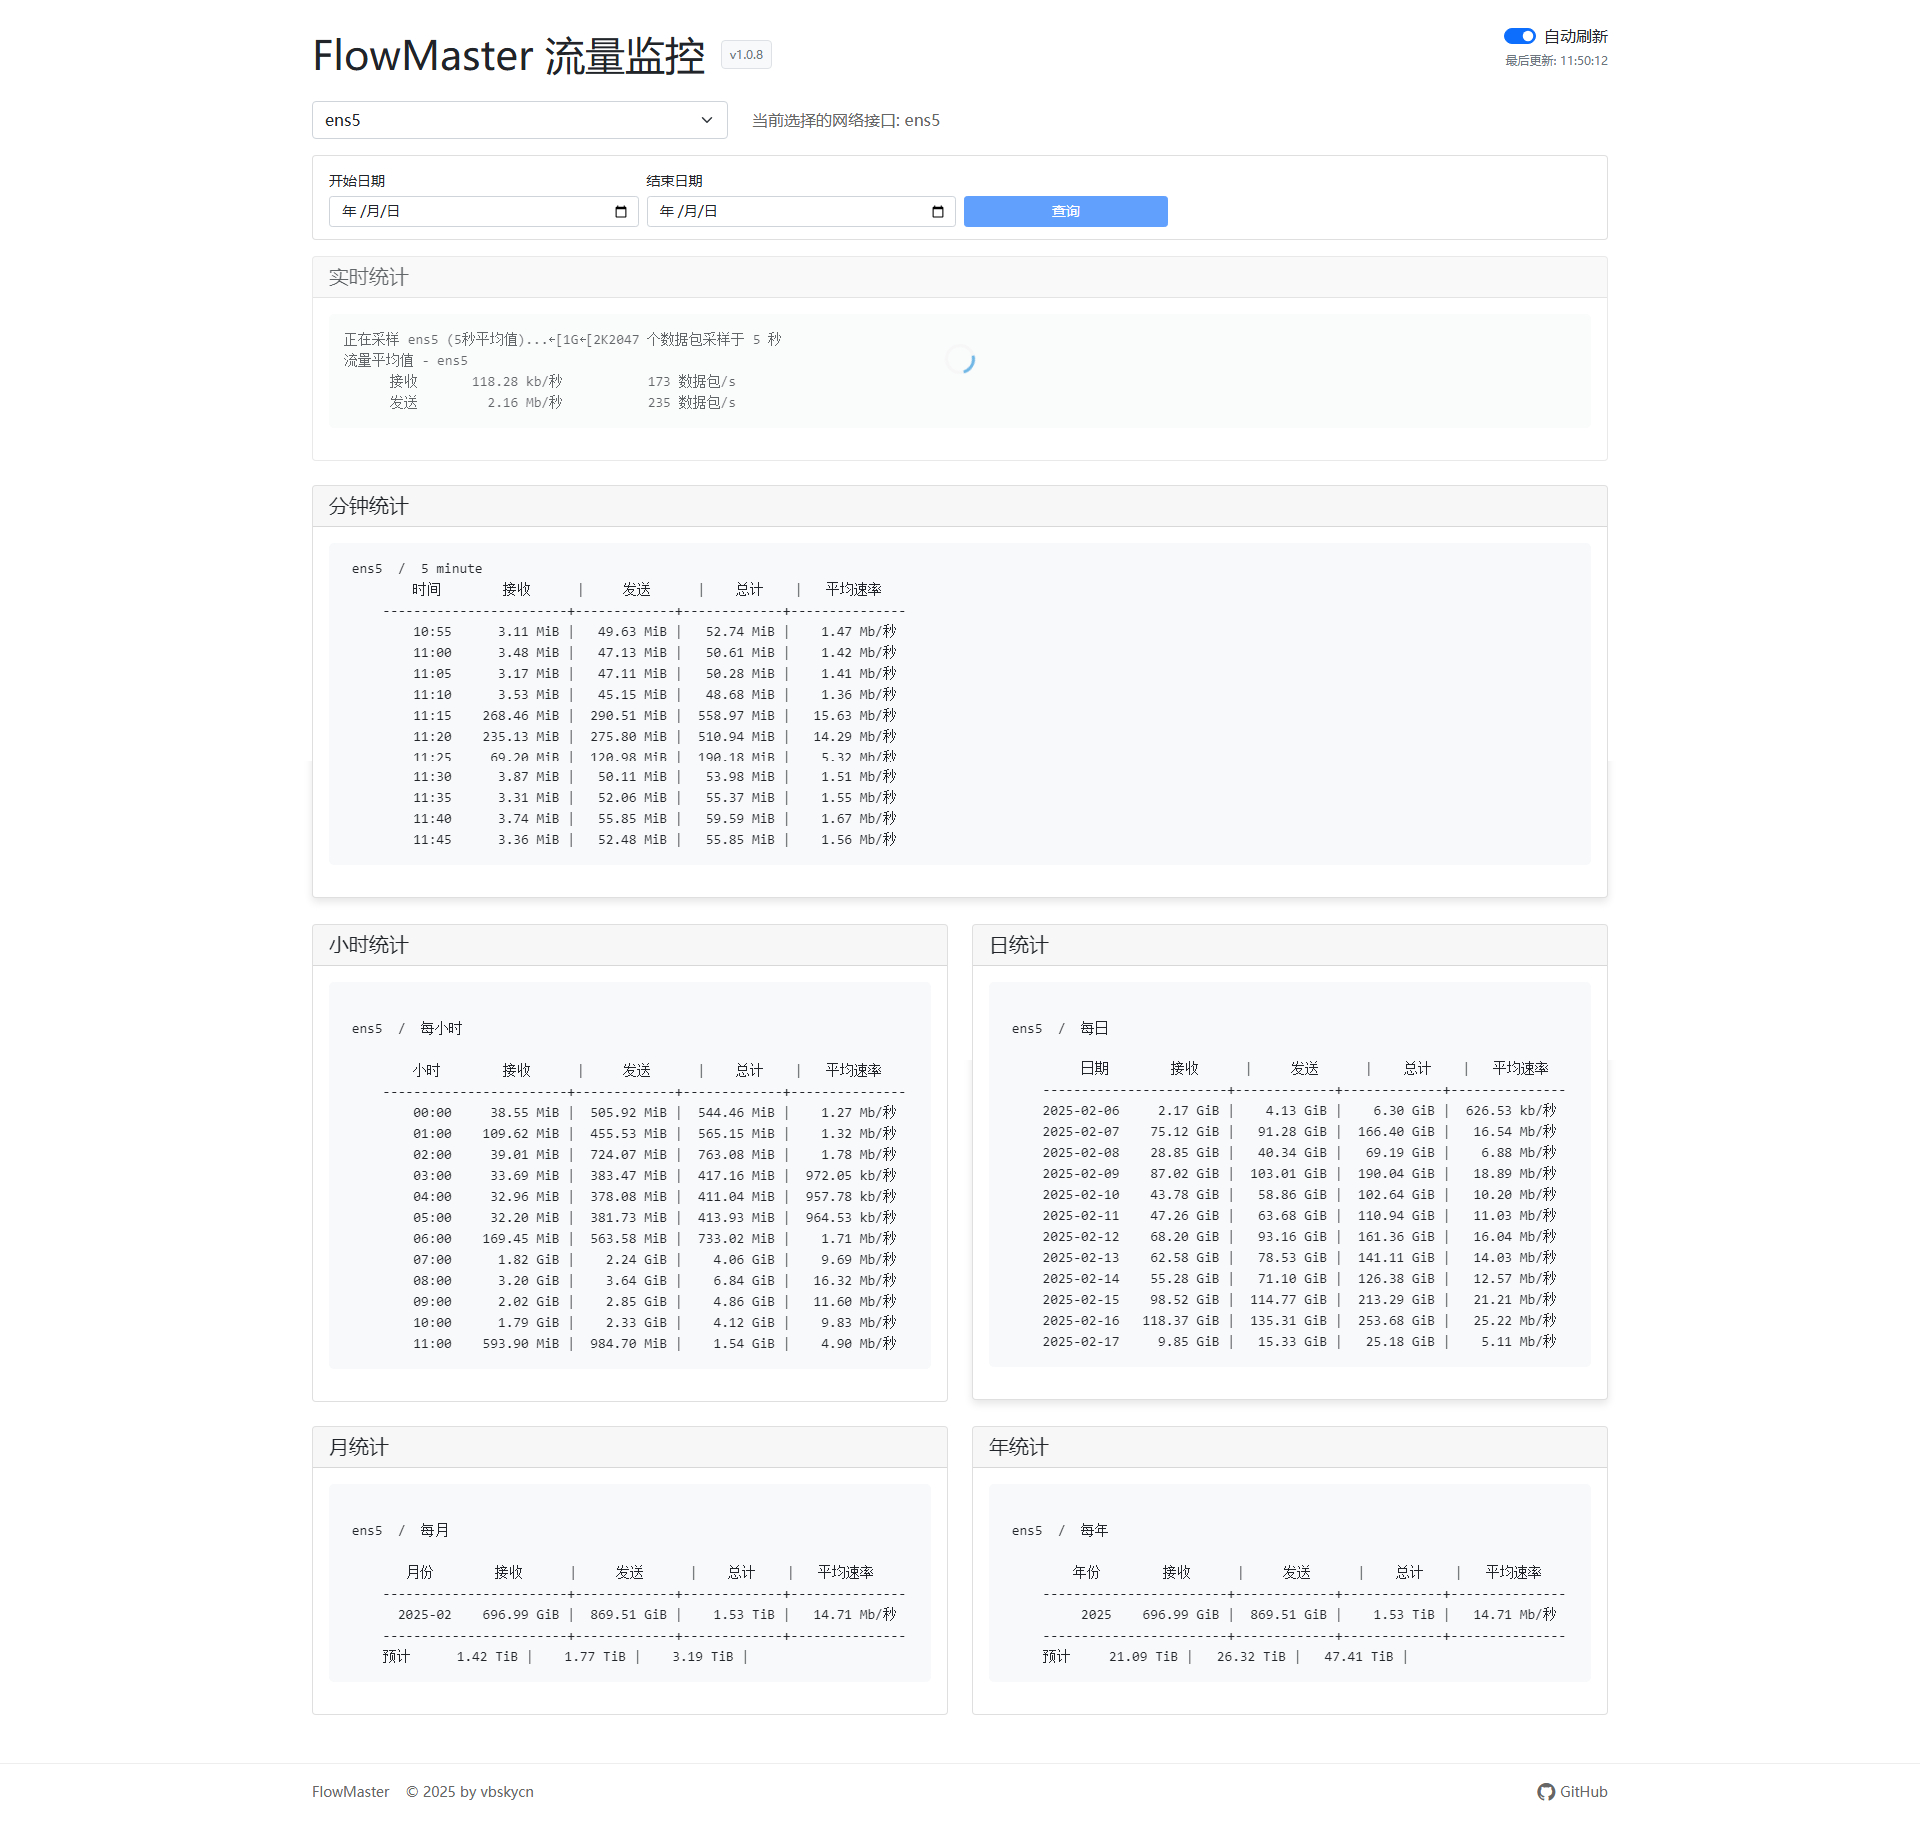 FlowMaster 流量监控 v1.0.8
自动刷新
最后更新: 11:50:12
ens5
当前选择的网络接口: ens5
开始日期
年 /月/日
结束日期
年 /月/日
查询
实时统计
正在采样 ens5 (5秒平均值)...←[1G←[2K2047 个数据包采样于 5 秒
流量平均值 - ens5
接收 118.28 kb/秒 173 数据包/s
发送 2.16 Mb/秒 235 数据包/s
分钟统计
ens5 / 5 minute
时间 接收 | 发送 | 总计 | 平均速率
------------------------+-------------+-------------+---------------
10:55 3.11 MiB | 49.63 MiB | 52.74 MiB | 1.47 Mb/秒
11:00 3.48 MiB | 47.13 MiB | 50.61 MiB | 1.42 Mb/秒
11:05 3.17 MiB | 47.11 MiB | 50.28 MiB | 1.41 Mb/秒
11:10 3.53 MiB | 45.15 MiB | 48.68 MiB | 1.36 Mb/秒
11:15 268.46 MiB | 290.51 MiB | 558.97 MiB | 15.63 Mb/秒
11:20 235.13 MiB | 275.80 MiB | 510.94 MiB | 14.29 Mb/秒
11:25 69.20 MiB | 120.98 MiB | 190.18 MiB | 5.32 Mb/秒
11:30 3.87 MiB | 50.11 MiB | 53.98 MiB | 1.51 Mb/秒
11:35 3.31 MiB | 52.06 MiB | 55.37 MiB | 1.55 Mb/秒
11:40 3.74 MiB | 55.85 MiB | 59.59 MiB | 1.67 Mb/秒
11:45 3.36 MiB | 52.48 MiB | 55.85 MiB | 1.56 Mb/秒
小时统计
ens5 / 每小时
小时 接收 | 发送 | 总计 | 平均速率
------------------------+-------------+-------------+---------------
00:00 38.55 MiB | 505.92 MiB | 544.46 MiB | 1.27 Mb/秒
01:00 109.62 MiB | 455.53 MiB | 565.15 MiB | 1.32 Mb/秒
02:00 39.01 MiB | 724.07 MiB | 763.08 MiB | 1.78 Mb/秒
03:00 33.69 MiB | 383.47 MiB | 417.16 MiB | 972.05 kb/秒
04:00 32.96 MiB | 378.08 MiB | 411.04 MiB | 957.78 kb/秒
05:00 32.20 MiB | 381.73 MiB | 413.93 MiB | 964.53 kb/秒
06:00 169.45 MiB | 563.58 MiB | 733.02 MiB | 1.71 Mb/秒
07:00 1.82 GiB | 2.24 GiB | 4.06 GiB | 9.69 Mb/秒
08:00 3.20 GiB | 3.64 GiB | 6.84 GiB | 16.32 Mb/秒
09:00 2.02 GiB | 2.85 GiB | 4.86 GiB | 11.60 Mb/秒
10:00 1.79 GiB | 2.33 GiB | 4.12 GiB | 9.83 Mb/秒
11:00 593.90 MiB | 984.70 MiB | 1.54 GiB | 4.90 Mb/秒
日统计
ens5 / 每日
日期 接收 | 发送 | 总计 | 平均速率
------------------------+-------------+-------------+---------------
2025-02-06 2.17 GiB | 4.13 GiB | 6.30 GiB | 626.53 kb/秒
2025-02-07 75.12 GiB | 91.28 GiB | 166.40 GiB | 16.54 Mb/秒
2025-02-08 28.85 GiB | 40.34 GiB | 69.19 GiB | 6.88 Mb/秒
2025-02-09 87.02 GiB | 103.01 GiB | 190.04 GiB | 18.89 Mb/秒
2025-02-10 43.78 GiB | 58.86 GiB | 102.64 GiB | 10.20 Mb/秒
2025-02-11 47.26 GiB | 63.68 GiB | 110.94 GiB | 11.03 Mb/秒
2025-02-12 68.20 GiB | 93.16 GiB | 161.36 GiB | 16.04 Mb/秒
2025-02-13 62.58 GiB | 78.53 GiB | 141.11 GiB | 14.03 Mb/秒
2025-02-14 55.28 GiB | 71.10 GiB | 126.38 GiB | 12.57 Mb/秒
2025-02-15 98.52 GiB | 114.77 GiB | 213.29 GiB | 21.21 Mb/秒
2025-02-16 118.37 GiB | 135.31 GiB | 253.68 GiB | 25.22 Mb/秒
2025-02-17 9.85 GiB | 15.33 GiB | 25.18 GiB | 5.11 Mb/秒
月统计
ens5 / 每月
月份 接收 | 发送 | 总计 | 平均速率
------------------------+-------------+-------------+---------------
2025-02 696.99 GiB | 869.51 GiB | 1.53 TiB | 14.71 Mb/秒
------------------------+-------------+-------------+---------------
预计 1.42 TiB | 1.77 TiB | 3.19 TiB |
年统计
ens5 / 每年
年份 接收 | 发送 | 总计 | 平均速率
------------------------+-------------+-------------+---------------
2025 696.99 GiB | 869.51 GiB | 1.53 TiB | 14.71 Mb/秒
------------------------+-------------+-------------+---------------
预计 21.09 TiB | 26.32 TiB | 47.41 TiB |
FlowMaster © 2025 by vbskycn
GitHub